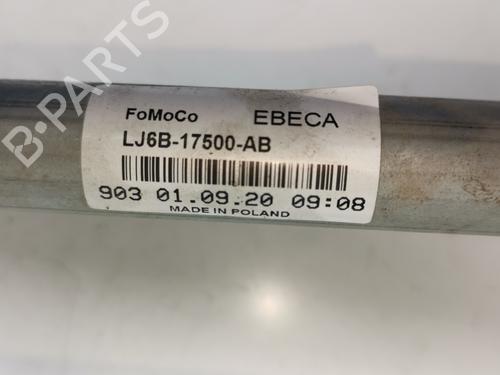 FoMoCo EBECA
LJ6B-17500-AB
903 01.09.20 09:08
MADE IN POLAND
B-PARTS